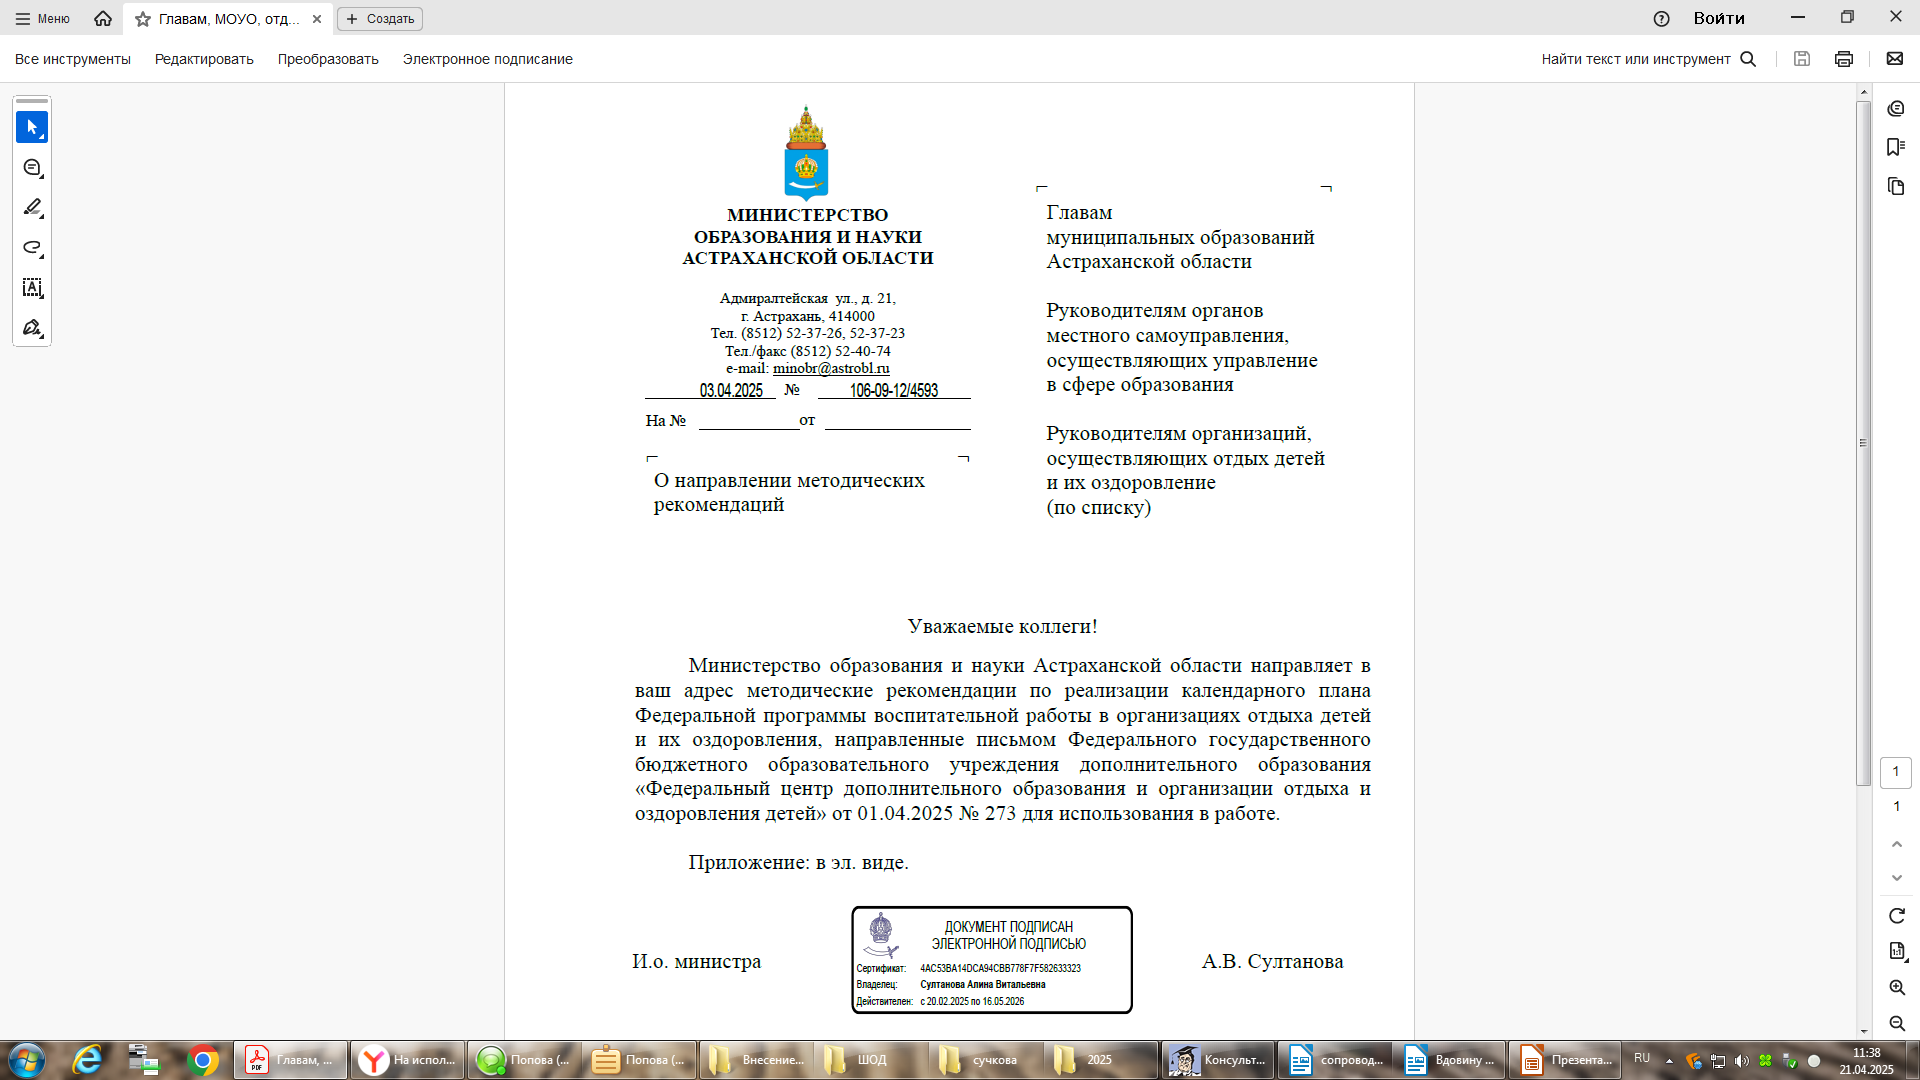 Меню
Главам, МОУО, отд...
Создать
Войти
Все инструменты
Редактировать
Преобразовать
Электронное подписание
Найти текст или инструмент
МИНИСТЕРСТВО
ОБРАЗОВАНИЯ И НАУКИ
АСТРАХАНСКОЙ ОБЛАСТИ
Адмиралтейская ул., д. 21,
г. Астрахань, 414000
Тел. (8512) 52-37-26, 52-37-23
Тел./факс (8512) 52-40-74
e-mail: minobr@astrobl.ru
03.04.2025 № 106-09-12/4593
На № от
О направлении методических
рекомендаций
Главам
муниципальных образований
Астраханской области
Руководителям органов
местного самоуправления,
осуществляющих управление
в сфере образования
Руководителям организаций,
осуществляющих отдых детей
и их оздоровление
(по списку)
Уважаемые коллеги!
Министерство образования и науки Астраханской области направляет в
ваш адрес методические рекомендации по реализации календарного плана
Федеральной программы воспитательной работы в организациях отдыха детей
и их оздоровления, направленные письмом Федерального государственного
бюджетного образовательного учреждения дополнительного образования
«Федеральный центр дополнительного образования и организации отдыха и
оздоровления детей» от 01.04.2025 № 273 для использования в работе.
Приложение: в эл. виде.
И.о. министра
ДОКУМЕНТ ПОДПИСАН
ЭЛЕКТРОННОЙ ПОДПИСЬЮ
Сертификат: 4AC53BA14DCA94CBB778F7F582633323
Владелец: Султанова Алина Витальевна
Действителен: с 20.02.2025 по 16.05.2026
А.В. Султанова
1
1
Главам, ...
На испол...
Попова (...
Попова (...
Внесение...
ШОД
сучкова
2025
Консульт...
сопровод...
Вдовину ...
Презента...
RU
11:38
21.04.2025